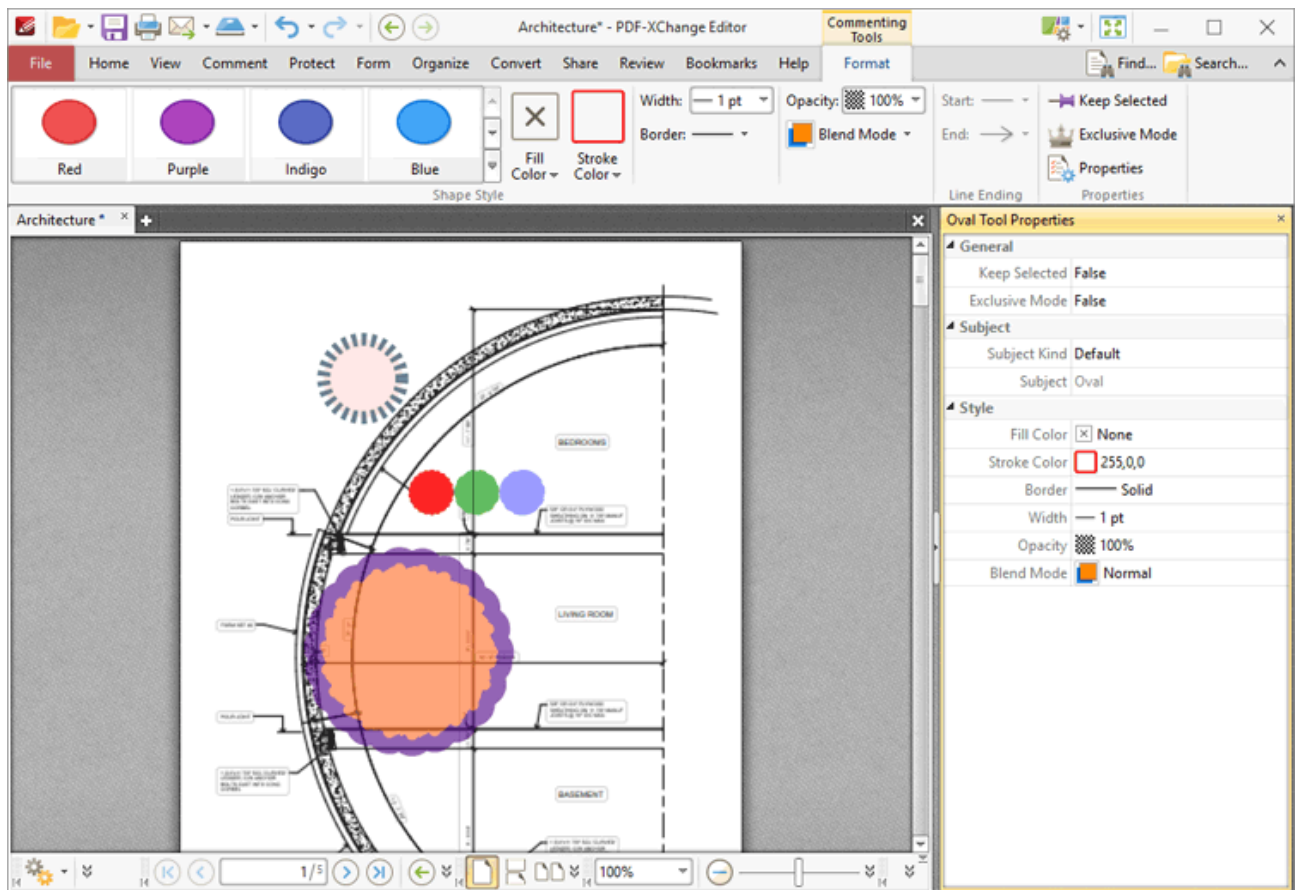 Architecture* - PDF-XChange Editor
Commenting Tools
File Home View Comment Protect Form Organize Convert Share Review Bookmarks Help Format Find... Search...
Red Purple Indigo Blue
Fill Color
Stroke Color
Width: 1 pt
Border:
Opacity: 100%
Blend Mode
Start:
End:
Keep Selected
Exclusive Mode
Properties
Shape Style Line Ending Properties
Architecture * ×
Oval Tool Properties
General
Keep Selected False
Exclusive Mode False
Subject
Subject Kind Default
Subject Oval
Style
Fill Color None
Stroke Color 255,0,0
Border Solid
Width 1 pt
Opacity 100%
Blend Mode Normal
BEDROOMS
LIVING ROOM
BASEMENT
1/5
100%